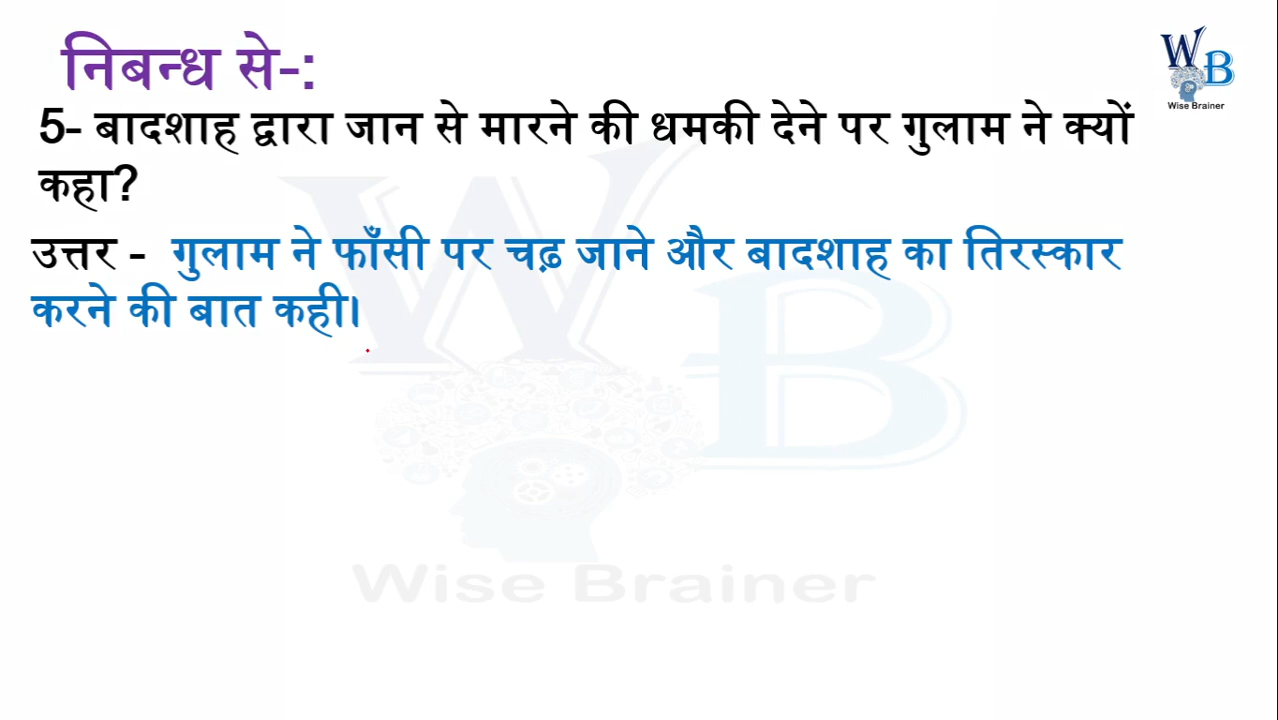 निबन्ध से-:
W B
Wise Brainer
5- बादशाह द्वारा जान से मारने की धमकी देने पर गुलाम ने क्यों
कहा?
उत्तर - गुलाम ने फाँसी पर चढ़ जाने और बादशाह का तिरस्कार
करने की बात कही।
W B
Wise Brainer